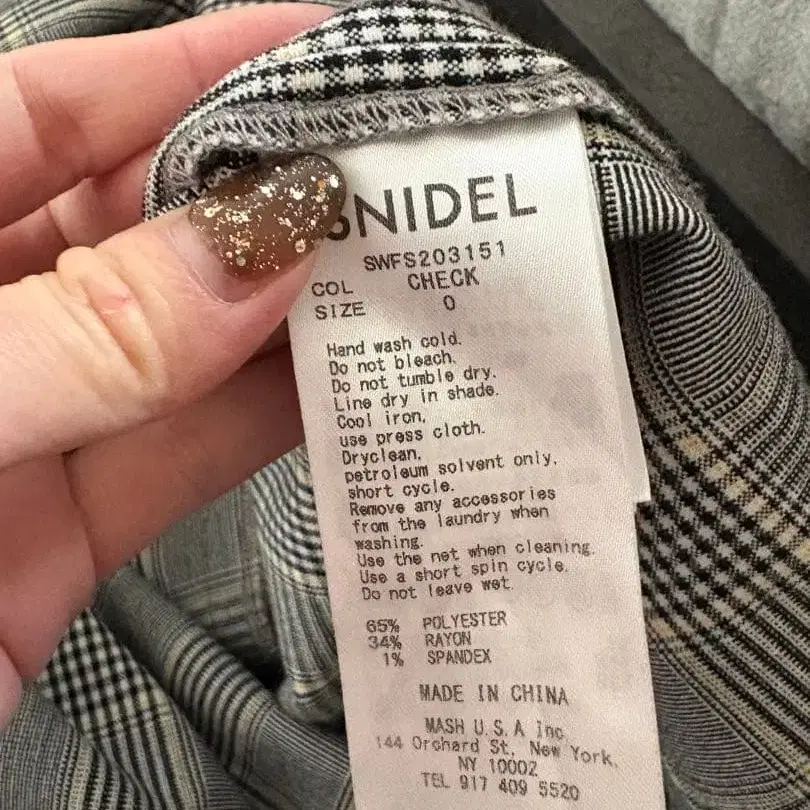 SNIDEL
SWFS203151
COL CHECK
SIZE 0
Hand wash cold.
Do not bleach.
Do not tumble dry.
Line dry in shade.
Cool iron,
use press cloth.
Dryclean,
petroleum solvent only,
short cycle.
Remove any accessories
from the laundry when
washing.
Use the net when cleaning.
Use a short spin cycle.
Do not leave wet.
65% POLYESTER
34% RAYON
1% SPANDEX
MADE IN CHINA
MASH U.S.A Inc
144 Orchard St, New York,
NY 10002
TEL 917 409 5520